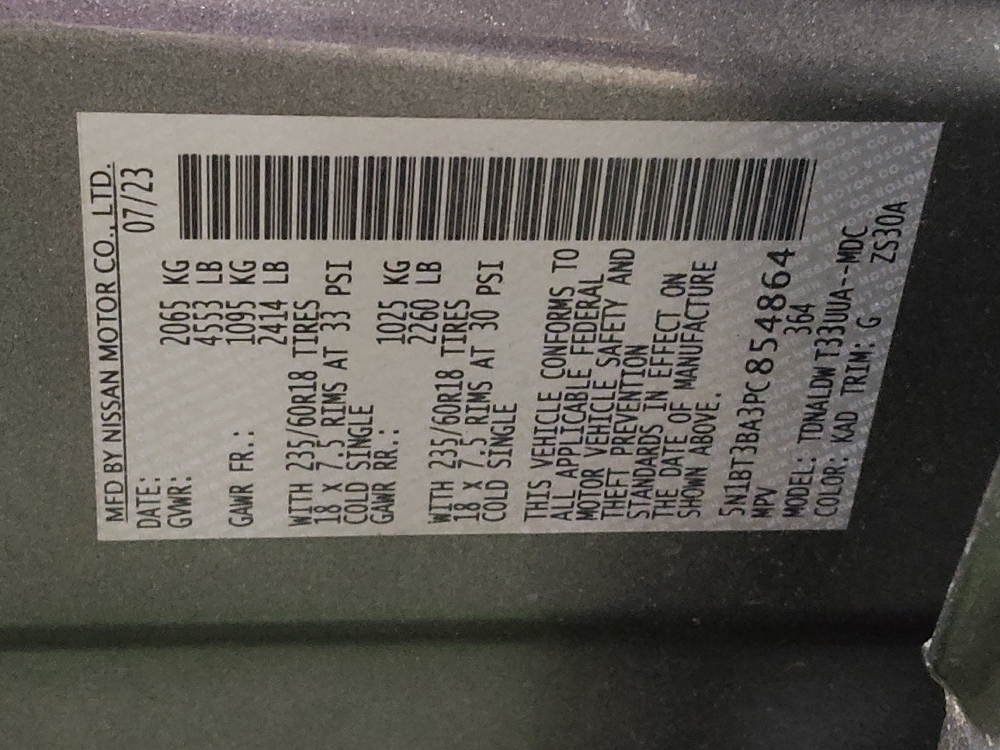 MFD BY NISSAN MOTOR CO., LTD.
DATE: 07/23
GVWR: 2065 KG
4553 LB
GAWR FR.: 1095 KG
2414 LB
WITH 235/60R18 TIRES
18 X 7.5 RIMS AT 33 PSI
COLD SINGLE
GAWR RR.: 1025 KG
2260 LB
WITH 235/60R18 TIRES
18 X 7.5 RIMS AT 30 PSI
COLD SINGLE
THIS VEHICLE CONFORMS TO
ALL APPLICABLE FEDERAL
MOTOR VEHICLE SAFETY AND
THEFT PREVENTION
STANDARDS IN EFFECT ON
THE DATE OF MANUFACTURE
SHOWN ABOVE.
5N1BT3BA3PC854864
MPV 364
MODEL: TDNALDW T33UUA--MDC
COLOR: KAD TRIM: G ZS30A